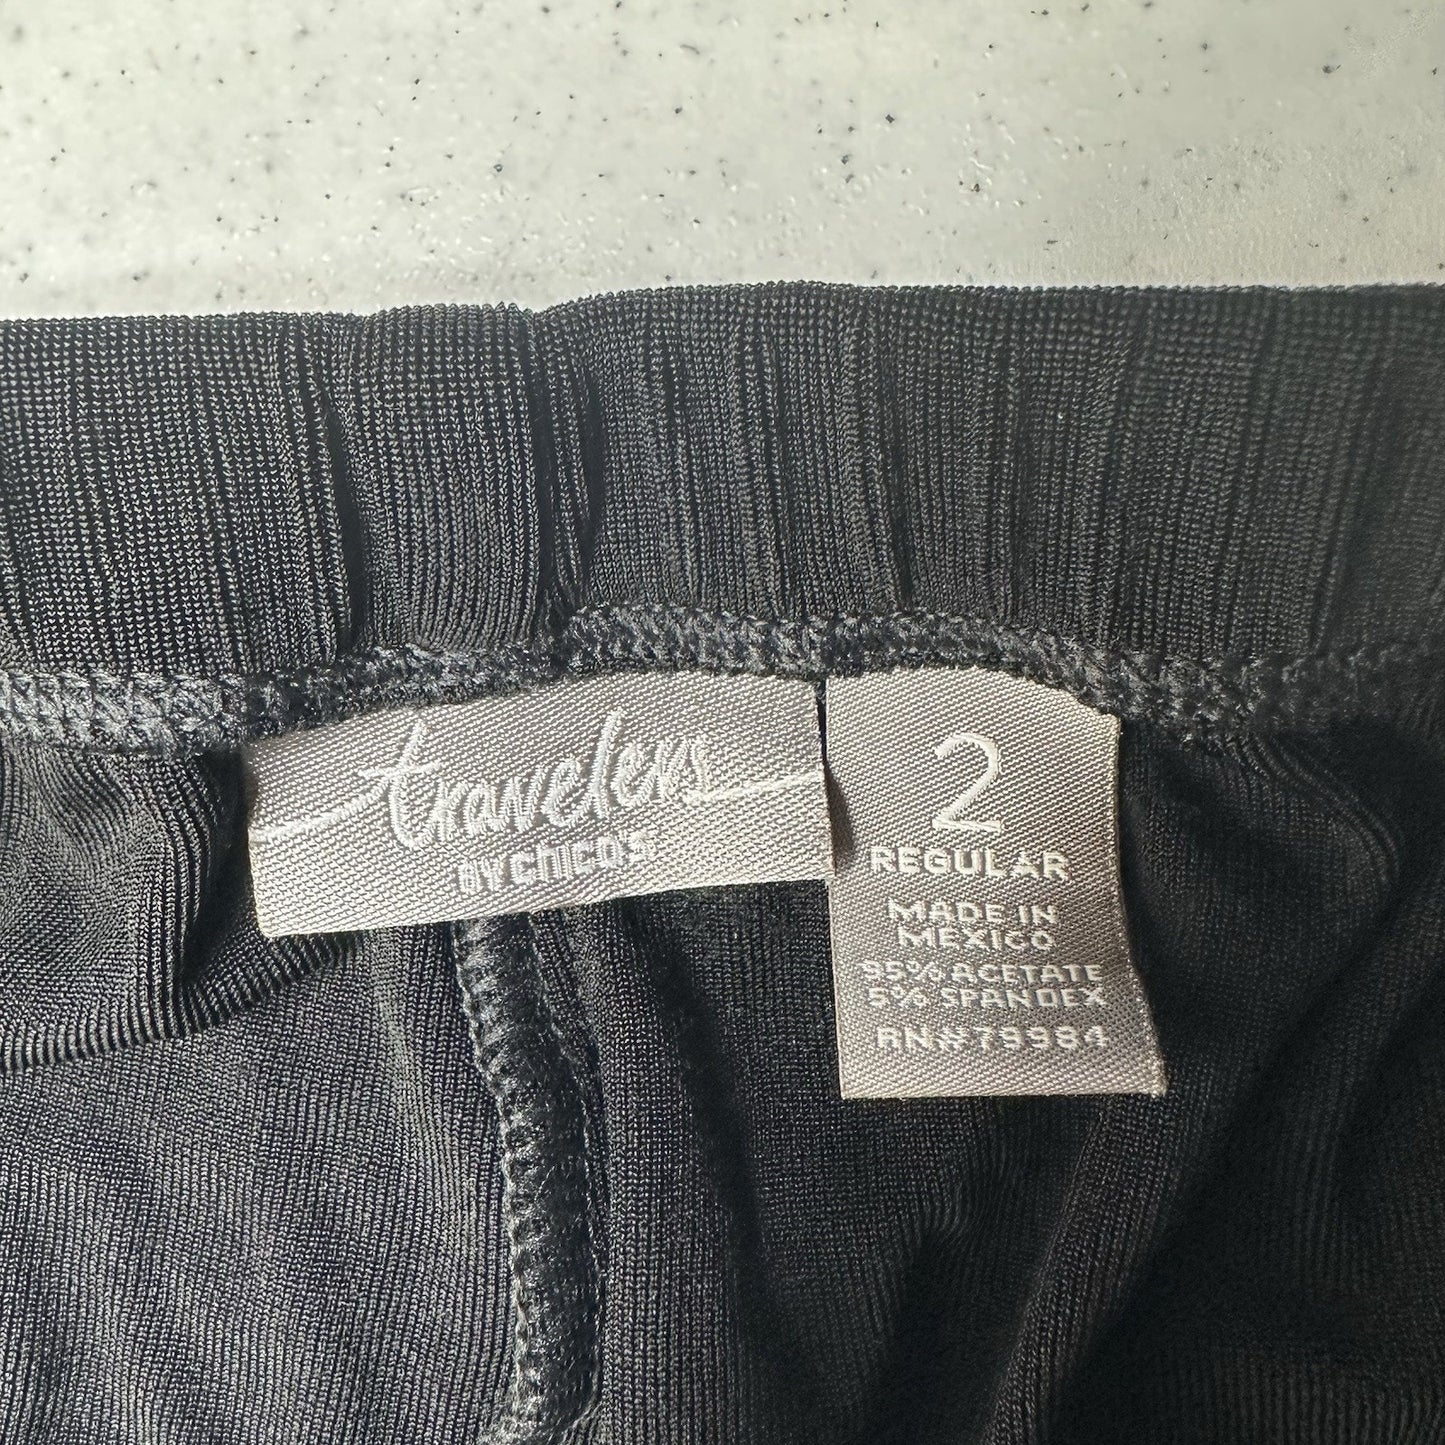 travelers
BY CHICO'S
2
REGULAR
MADE IN
MEXICO
95% ACETATE
5% SPANDEX
RN#79984